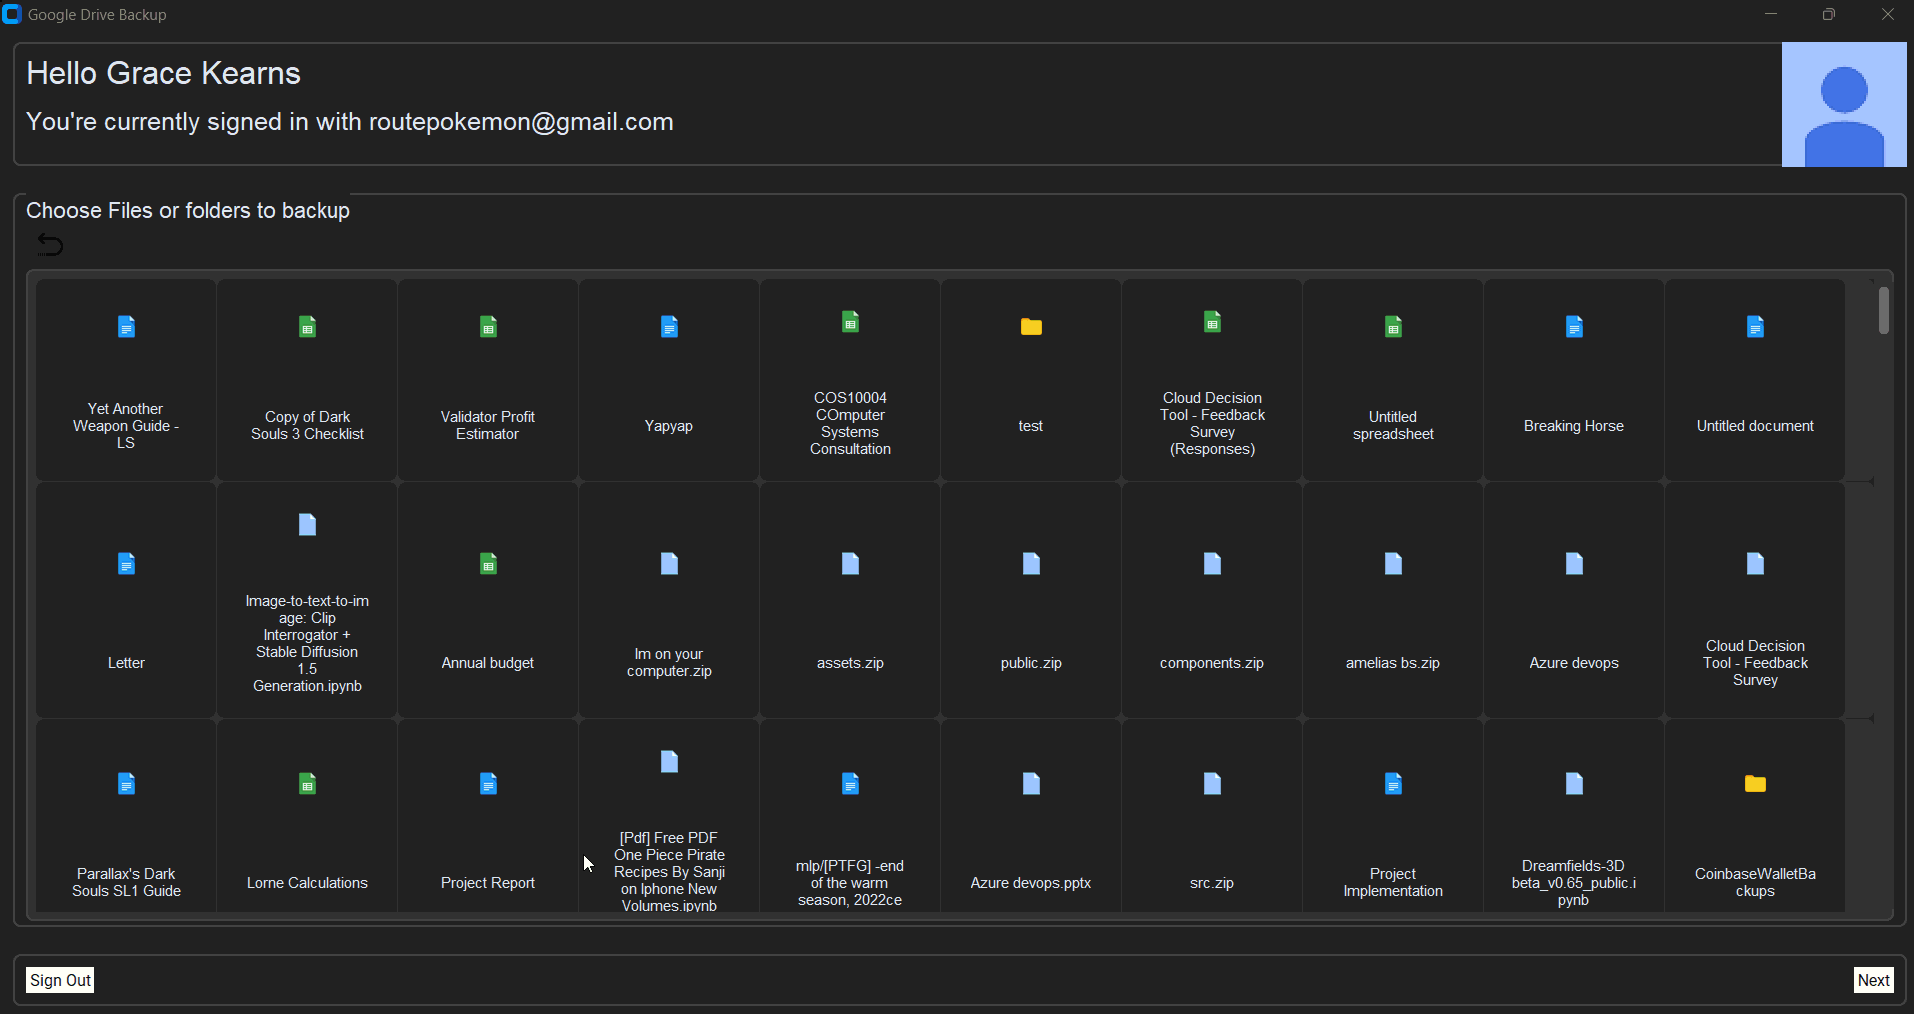 Google Drive Backup
Hello Grace Kearns
You're currently signed in with routepokemon@gmail.com
Choose Files or folders to backup
Yet Another
Weapon Guide -
LS
Copy of Dark
Souls 3 Checklist
Validator Profit
Estimator
Yapyap
COS10004
COmputer
Systems
Consultation
test
Cloud Decision
Tool - Feedback
Survey
(Responses)
Untitled
spreadsheet
Breaking Horse
Untitled document
Letter
Image-to-text-to-im
age: Clip
Interrogator +
Stable Diffusion
1.5
Generation.ipynb
Annual budget
Im on your
computer.zip
assets.zip
public.zip
components.zip
amelias bs.zip
Azure devops
Cloud Decision
Tool - Feedback
Survey
Parallax's Dark
Souls SL1 Guide
Lorne Calculations
Project Report
[Pdf] Free PDF
One Piece Pirate
Recipes By Sanji
on Iphone New
Volumes.ipynb
mlp/[PTFG] -end
of the warm
season, 2022ce
Azure devops.pptx
src.zip
Project
Implementation
Dreamfields-3D
beta_v0.65_public.i
pynb
CoinbaseWalletBa
ckups
Sign Out
Next